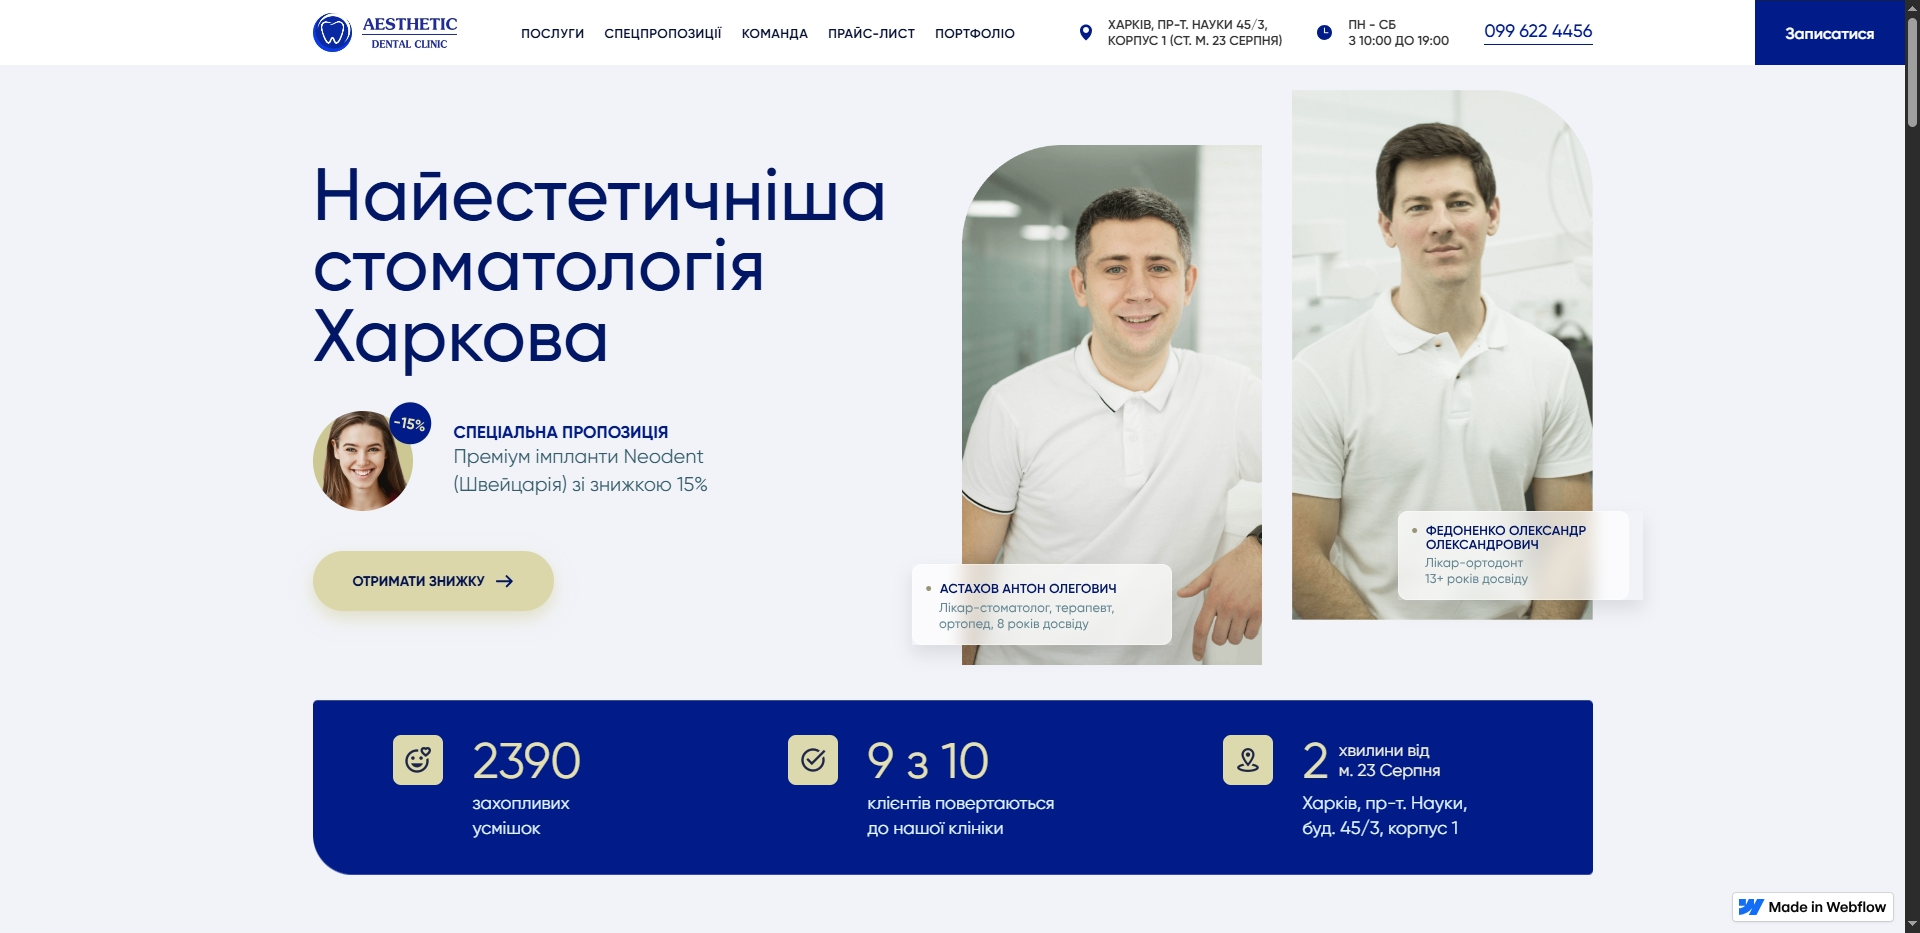 AESTHETIC
DENTAL CLINIC
ПОСЛУГИ
СПЕЦПРОПОЗИЦІЇ
КОМАНДА
ПРАЙС-ЛИСТ
ПОРТФОЛІО
ХАРКІВ, ПР-Т. НАУКИ 45/3,
КОРПУС 1 (СТ. М. 23 СЕРПНЯ)
ПН - СБ
З 10:00 ДО 19:00
099 622 4456
Записатися
Найестетичніша
стоматологія
Харкова
-15%
СПЕЦІАЛЬНА ПРОПОЗИЦІЯ
Преміум імпланти Neodent
(Швейцарія) зі знижкою 15%
ОТРИМАТИ ЗНИЖКУ
АСТАХОВ АНТОН ОЛЕГОВИЧ
Лікар-стоматолог, терапевт,
ортопед, 8 років досвіду
ФЕДОНЕНКО ОЛЕКСАНДР
ОЛЕКСАНДРОВИЧ
Лікар-ортодонт
13+ років досвіду
2390
захопливих
усмішок
9 з 10
клієнтів повертаються
до нашої клініки
2 хвилини від
м. 23 Серпня
Харків, пр-т. Науки,
буд. 45/3, корпус 1
Made in Webflow